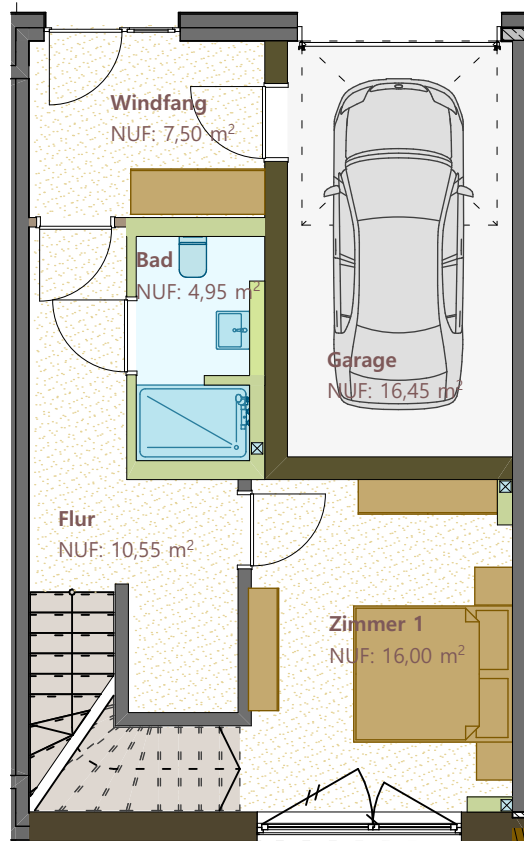 Windfang
NUF: 7,50 m²
Bad
NUF: 4,95 m²
Garage
NUF: 16,45 m²
Flur
NUF: 10,55 m²
Zimmer 1
NUF: 16,00 m²